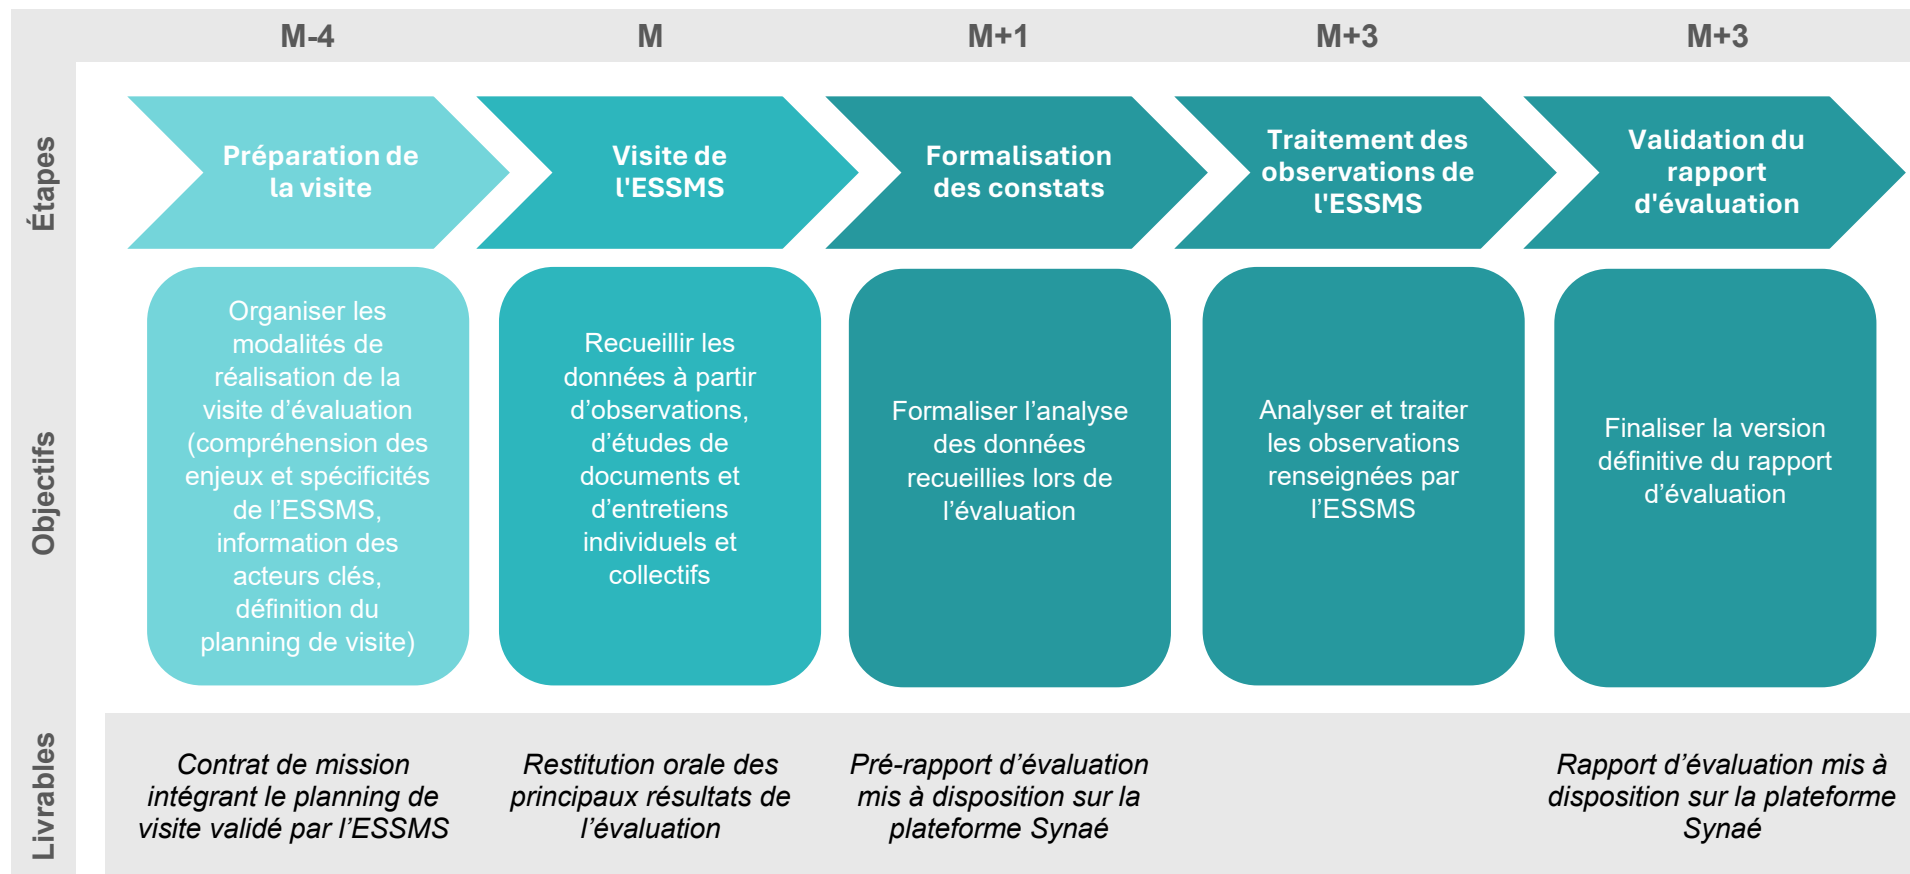 M-4
M
M+1
M+3
M+3
Étapes
Préparation de
la visite
Visite de
l'ESSMS
Formalisation
des constats
Traitement des
observations de
l'ESSMS
Validation du
rapport
d'évaluation
Objectifs
Organiser les
modalités de
réalisation de la
visite d’évaluation
(compréhension des
enjeux et spécificités
de l’ESSMS,
information des
acteurs clés,
définition du
planning de visite)
Recueillir les
données à partir
d’observations,
d’études de
documents et
d’entretiens
individuels et
collectifs
Formaliser l’analyse
des données
recueillies lors de
l’évaluation
Analyser et traiter
les observations
renseignées par
l’ESSMS
Finaliser la version
définitive du rapport
d’évaluation
Livrables
Contrat de mission
intégrant le planning de
visite validé par l’ESSMS
Restitution orale des
principaux résultats de
l’évaluation
Pré-rapport d’évaluation
mis à disposition sur la
plateforme Synaé
Rapport d’évaluation mis à
disposition sur la plateforme
Synaé